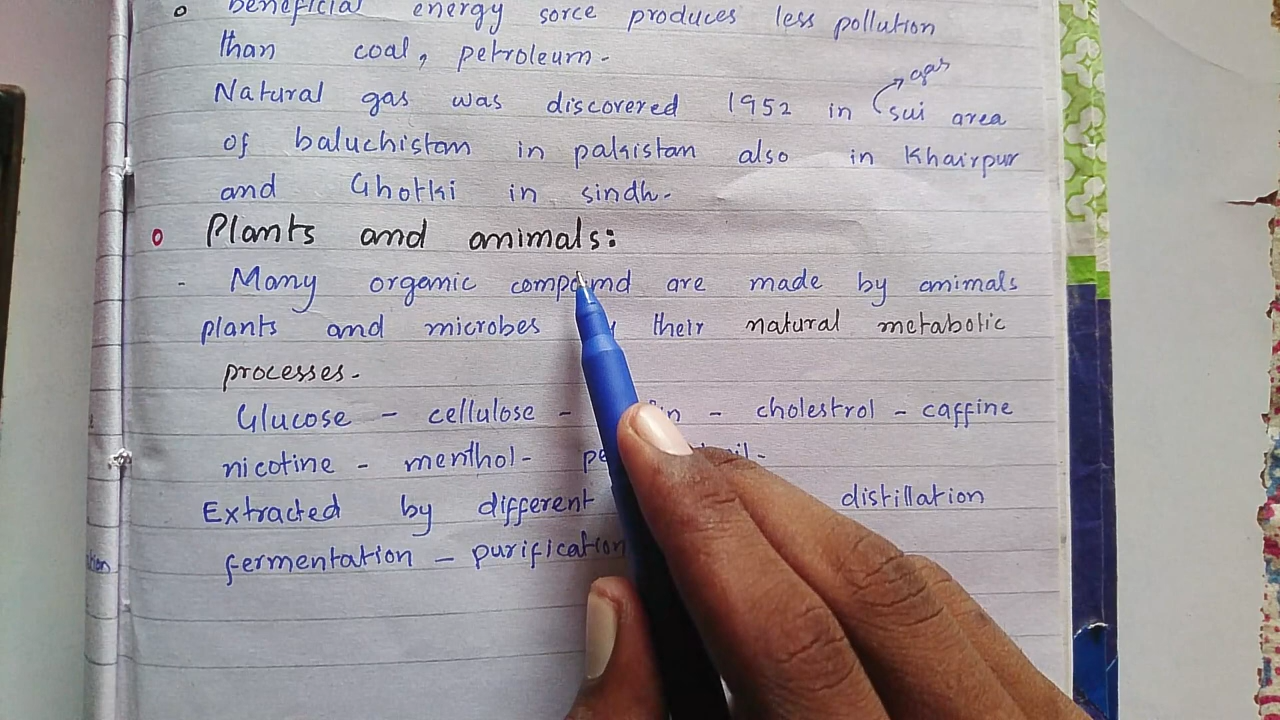 beneficial energy sorce produces less pollution
than coal, petroleum.
gas
Natural gas was discovered 1952 in sui area
of baluchistan in pakistan also in Khairpur
and Ghotki in sindh.
Plants and animals:
- Many organic compound are made by animals
plants and microbes their natural metabolic
processes.
Glucose - cellulose - - cholestrol - caffine
nicotine - menthol -
Extracted by different distillation
fermentation - purification